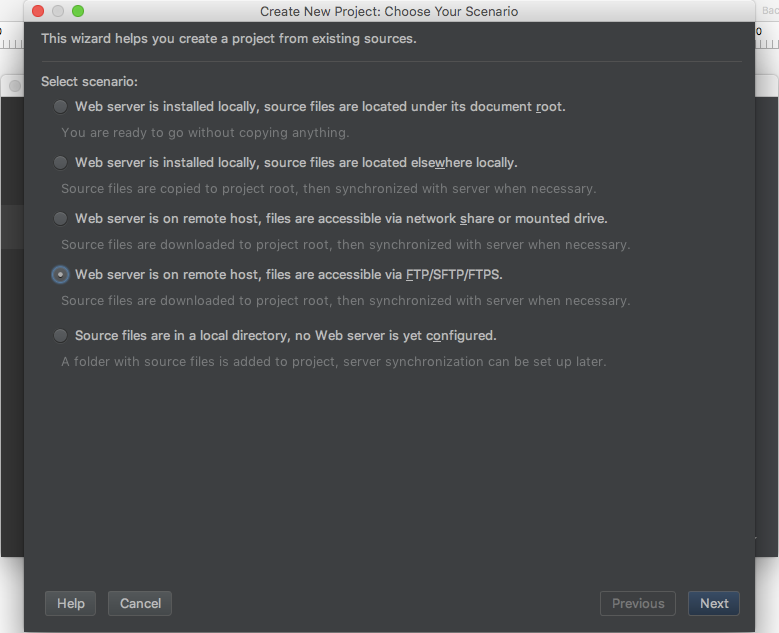 Create New Project: Choose Your Scenario
This wizard helps you create a project from existing sources.
Select scenario:
Web server is installed locally, source files are located under its document root.
You are ready to go without copying anything.
Web server is installed locally, source files are located elsewhere locally.
Source files are copied to project root, then synchronized with server when necessary.
Web server is on remote host, files are accessible via network share or mounted drive.
Source files are downloaded to project root, then synchronized with server when necessary.
Web server is on remote host, files are accessible via FTP/SFTP/FTPS.
Source files are downloaded to project root, then synchronized with server when necessary.
Source files are in a local directory, no Web server is yet configured.
A folder with source files is added to project, server synchronization can be set up later.
Help Cancel Previous Next